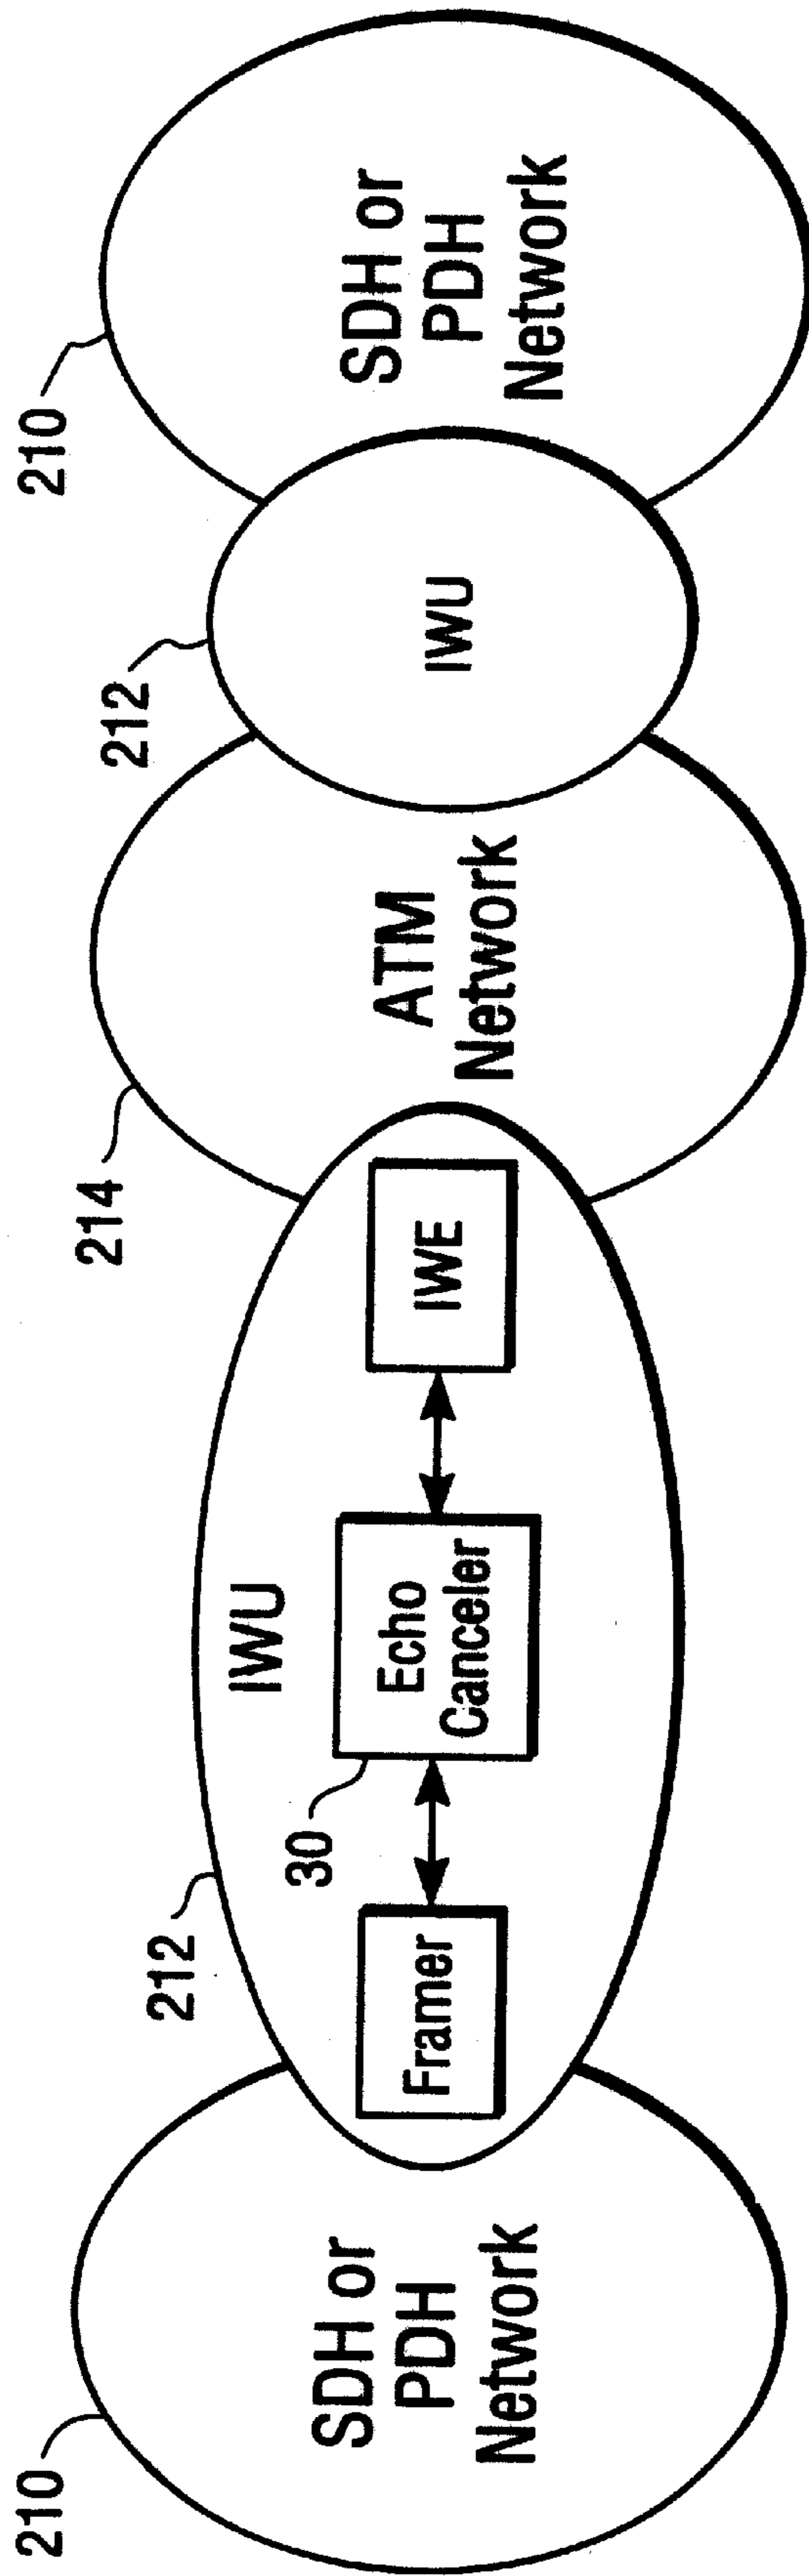 210
SDH or
PDH
Network
212
IWU
Framer
30
Echo
Canceler
IWE
214
ATM
Network
212
IWU
210
SDH or
PDH
Network